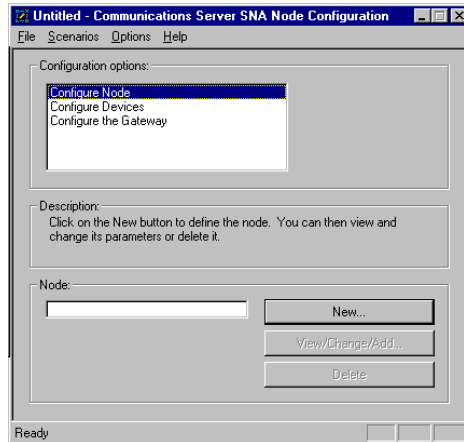 Untitled - Communications Server SNA Node Configuration
File Scenarios Options Help
Configuration options:
Configure Node
Configure Devices
Configure the Gateway
Description:
Click on the New button to define the node. You can then view and
change its parameters or delete it.
Node:
New...
View/Change/Add...
Delete
Ready